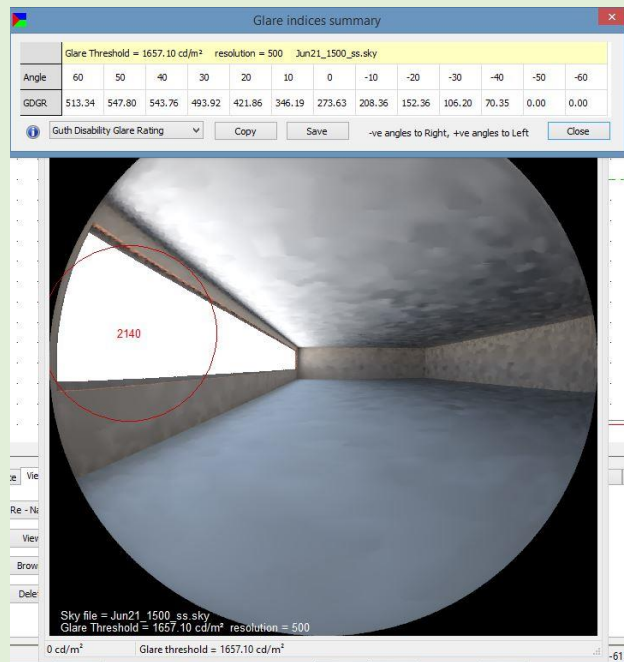 Glare indices summary
Glare Threshold = 1657.10 cd/m² resolution = 500 Jun21_1500_ss.sky
Angle 60 50 40 30 20 10 0 -10 -20 -30 -40 -50 -60
GDGR 513.34 547.80 543.76 493.92 421.86 346.19 273.63 208.36 152.36 106.20 70.35 0.00 0.00
Guth Disability Glare Rating Copy Save -ve angles to Right, +ve angles to Left Close
2140
Vie
Re - Na
View
Brow
Delet
Sky file = Jun21_1500_ss.sky
Glare Threshold = 1657.10 cd/m² resolution = 500
0 cd/m² Glare threshold = 1657.10 cd/m²
-61